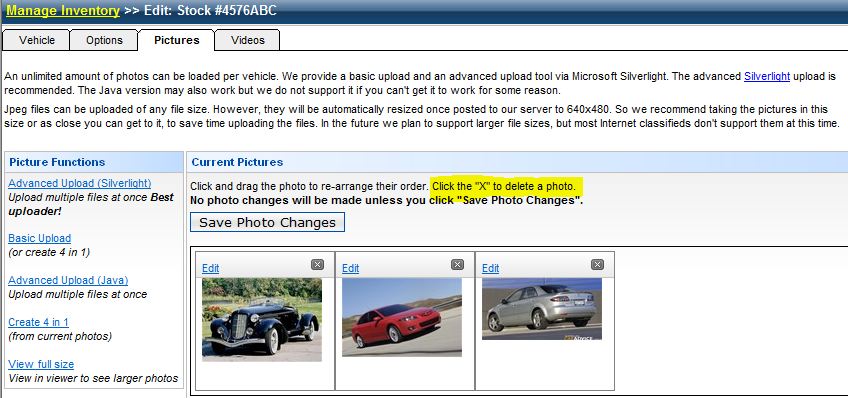 Manage Inventory >> Edit: Stock #4576ABC
Vehicle Options Pictures Videos
An unlimited amount of photos can be loaded per vehicle. We provide a basic upload and an advanced upload tool via Microsoft Silverlight. The advanced Silverlight upload is
recommended. The Java version may also work but we do not support it if you can't get it to work for some reason.
Jpeg files can be uploaded of any file size. However, they will be automatically resized once posted to our server to 640x480. So we recommend taking the pictures in this
size or as close you can get to it, to save time uploading the files. In the future we plan to support larger file sizes, but most Internet classifieds don't support them at this time.
Picture Functions
Advanced Upload (Silverlight)
Upload multiple files at once Best
uploader!
Basic Upload
(or create 4 in 1)
Advanced Upload (Java)
Upload multiple files at once
Create 4 in 1
(from current photos)
View full size
View in viewer to see larger photos
Current Pictures
Click and drag the photo to re-arrange their order. Click the "X" to delete a photo.
No photo changes will be made unless you click "Save Photo Changes".
Save Photo Changes
Edit
Edit
Edit
ADVICE